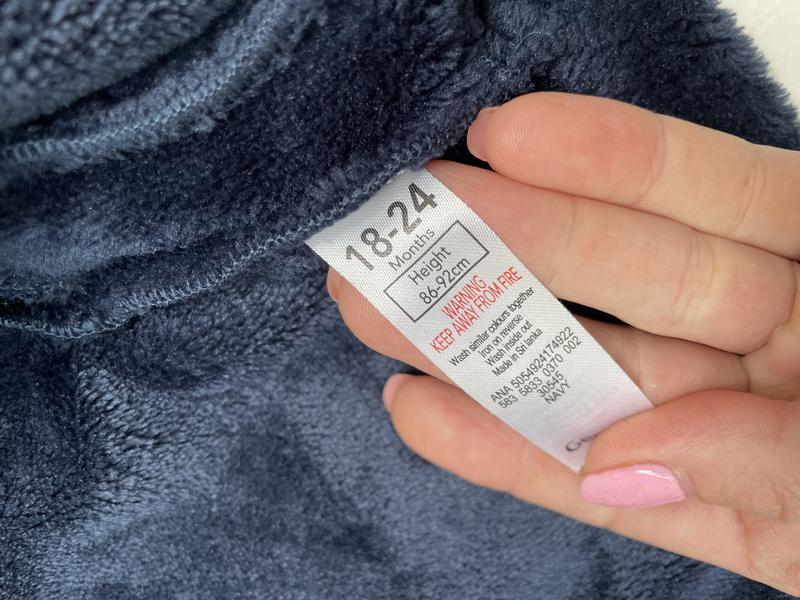 18-24
Months
Height
86-92cm
WARNING
KEEP AWAY FROM FIRE
Wash similar colours together
Iron on reverse
Wash inside out
Made in Sri lanka
ANA 5054924174922
583 5833 0370 002
30545
NAVY